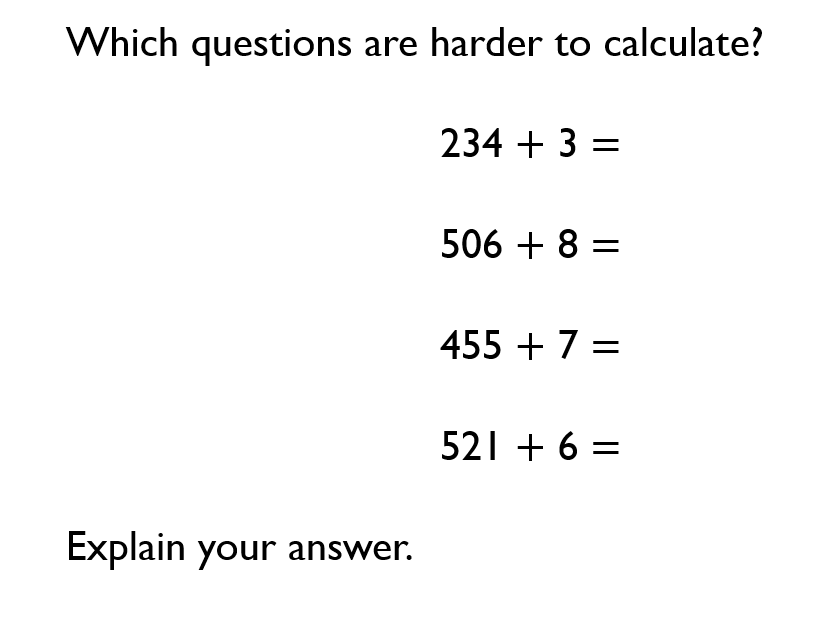 Which questions are harder to calculate?
234 + 3 =
506 + 8 =
455 + 7 =
521 + 6 =
Explain your answer.